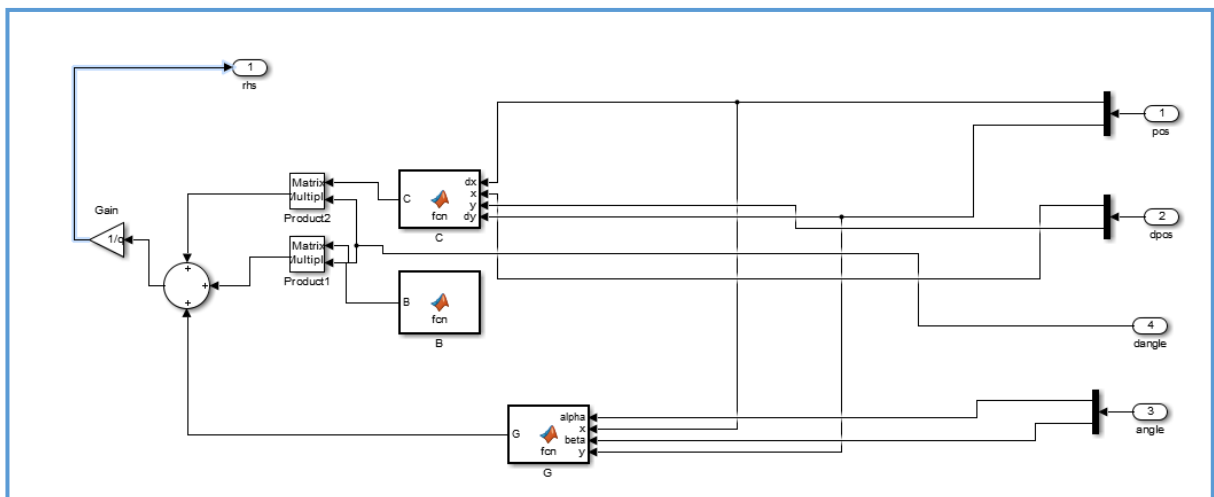 1
rhs
1
pos
Gain
1/q
Matrix
Multipl
Product2
C
dx
x
y
dy
fcn
C
2
dpos
Matrix
Multipl
Product1
+
+
+
B
fcn
B
4
dangle
G
alpha
x
beta
y
fcn
G
3
angle